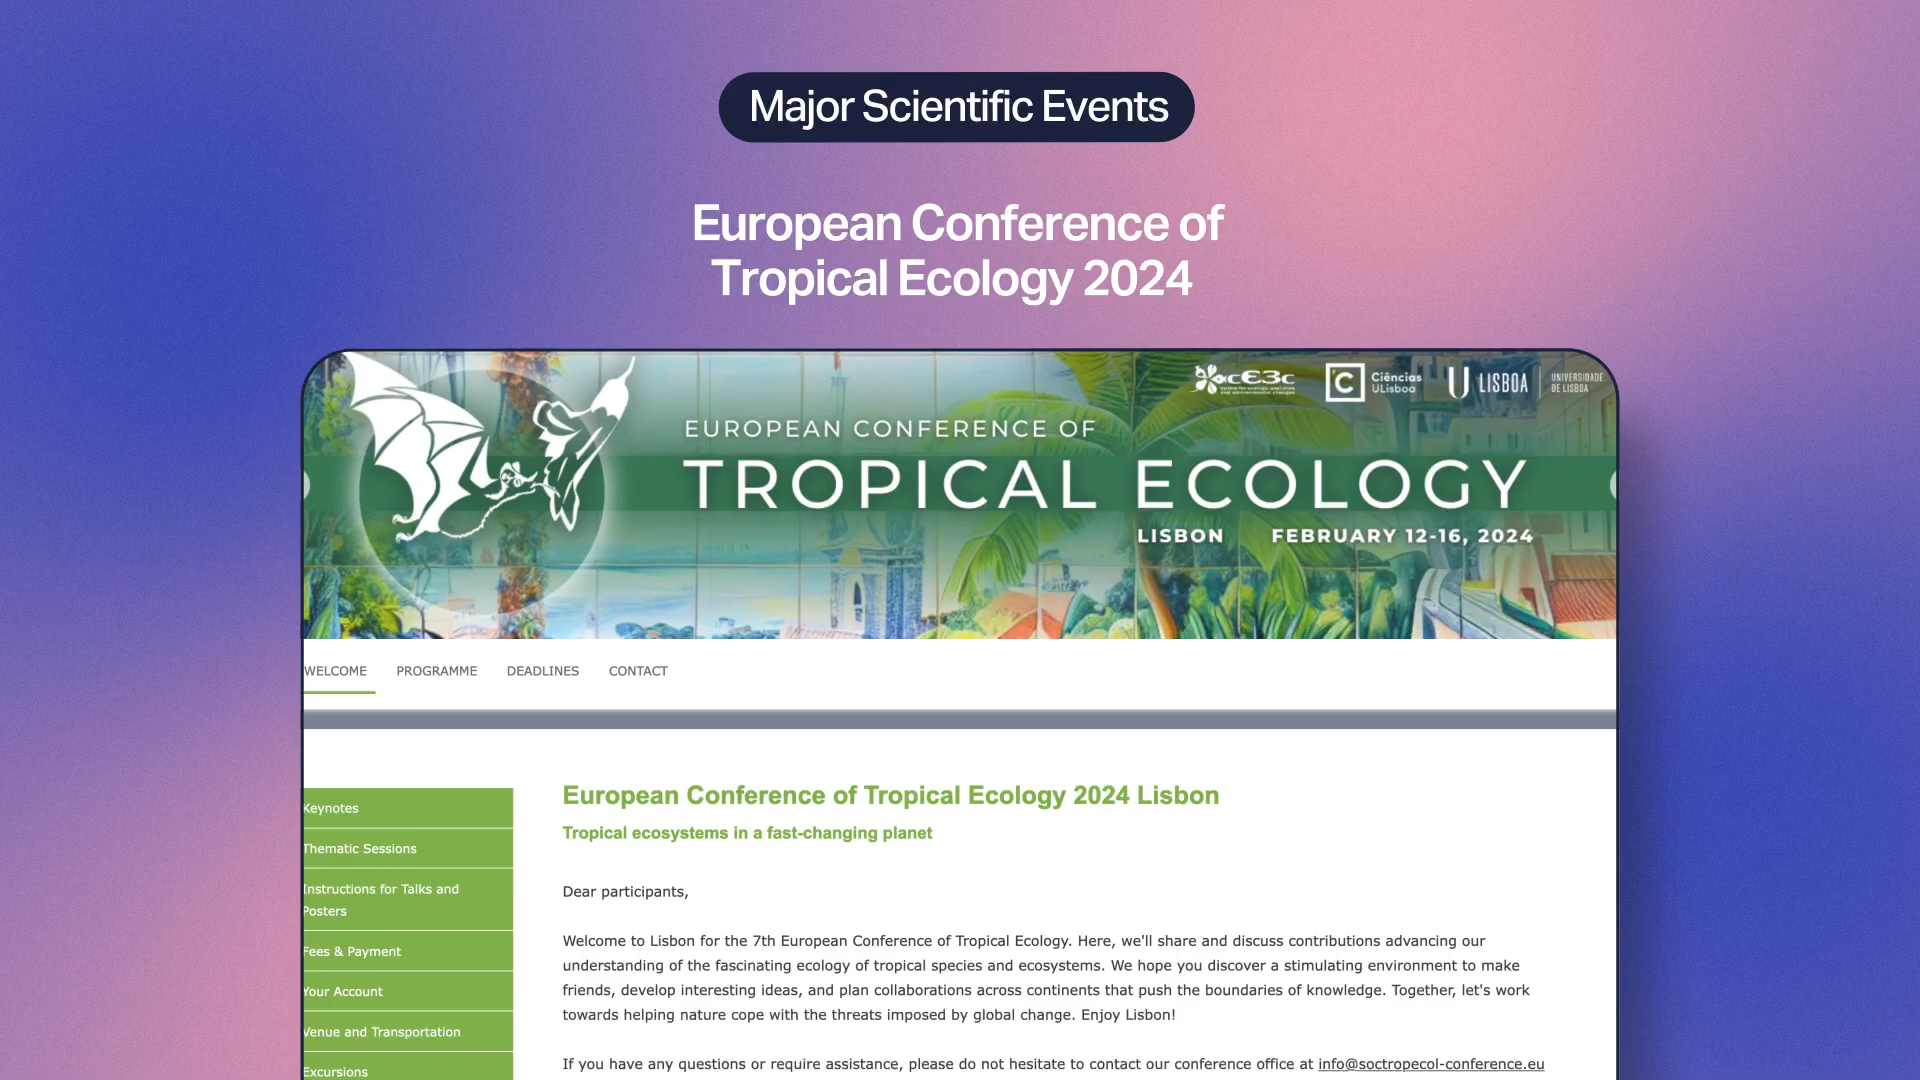 Major Scientific Events
European Conference of
Tropical Ecology 2024
cE3c
Ciências
ULisboa
LISBOA
UNIVERSIDADE
DE LISBOA
EUROPEAN CONFERENCE OF
TROPICAL ECOLOGY
LISBON FEBRUARY 12-16, 2024
WELCOME PROGRAMME DEADLINES CONTACT
Keynotes
Thematic Sessions
Instructions for Talks and
Posters
Fees & Payment
Your Account
Venue and Transportation
Excursions
European Conference of Tropical Ecology 2024 Lisbon
Tropical ecosystems in a fast-changing planet
Dear participants,
Welcome to Lisbon for the 7th European Conference of Tropical Ecology. Here, we'll share and discuss contributions advancing our
understanding of the fascinating ecology of tropical species and ecosystems. We hope you discover a stimulating environment to make
friends, develop interesting ideas, and plan collaborations across continents that push the boundaries of knowledge. Together, let's work
towards helping nature cope with the threats imposed by global change. Enjoy Lisbon!
If you have any questions or require assistance, please do not hesitate to contact our conference office at info@soctropecol-conference.eu